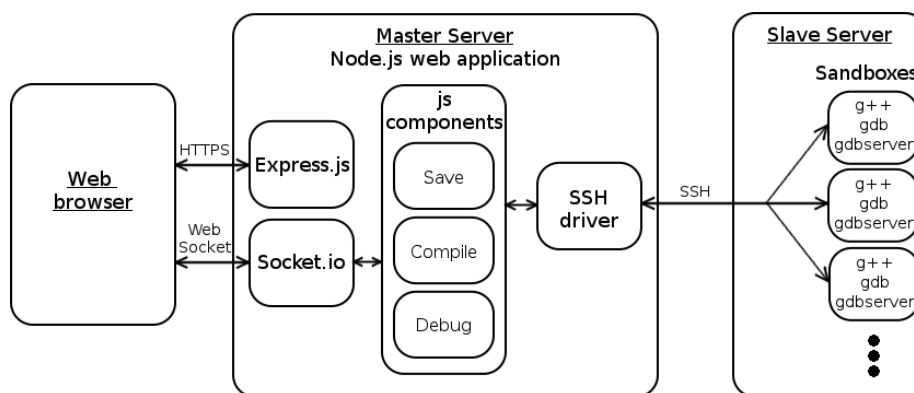 Master Server
Node.js web application
Slave Server
Sandboxes
Web
browser
HTTPS
Web
Socket
Express.js
Socket.io
js
components
Save
Compile
Debug
SSH
driver
SSH
g++
gdb
gdbserver
g++
gdb
gdbserver
g++
gdb
gdbserver